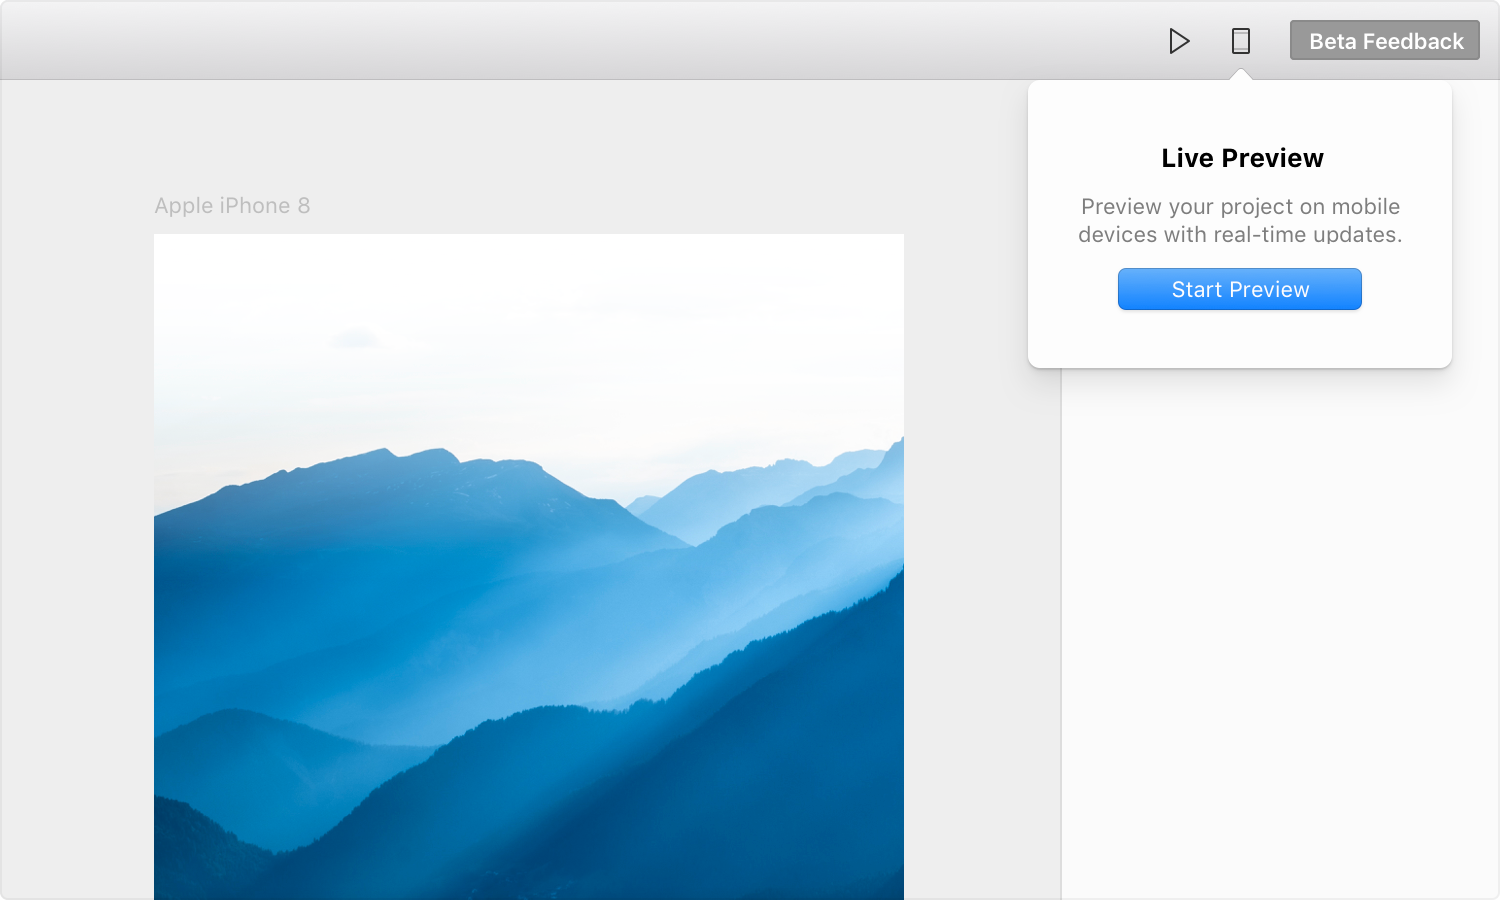 Beta Feedback
Live Preview
Preview your project on mobile
devices with real-time updates.
Start Preview
Apple iPhone 8